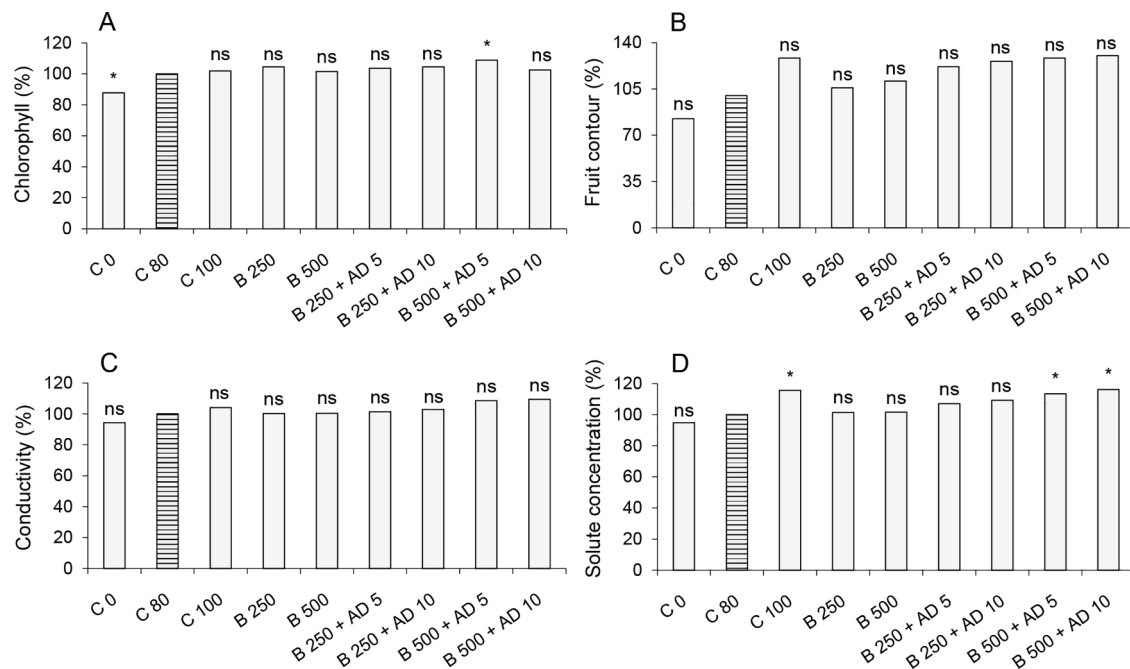 A
Chlorophyll (%)
120
100
80
60
40
20
0
*
ns
ns
ns
ns
ns
*
ns
C 0
C 80
C 100
B 250
B 500
B 250 + AD 5
B 250 + AD 10
B 500 + AD 5
B 500 + AD 10
B
Fruit contour (%)
140
105
70
35
0
ns
ns
ns
ns
ns
ns
ns
ns
C 0
C 80
C 100
B 250
B 500
B 250 + AD 5
B 250 + AD 10
B 500 + AD 5
B 500 + AD 10
C
Conductivity (%)
120
100
80
60
40
20
0
ns
ns
ns
ns
ns
ns
ns
ns
C 0
C 80
C 100
B 250
B 500
B 250 + AD 5
B 250 + AD 10
B 500 + AD 5
B 500 + AD 10
D
Solute concentration (%)
120
100
80
60
40
20
0
ns
*
ns
ns
ns
ns
*
*
C 0
C 80
C 100
B 250
B 500
B 250 + AD 5
B 250 + AD 10
B 500 + AD 5
B 500 + AD 10